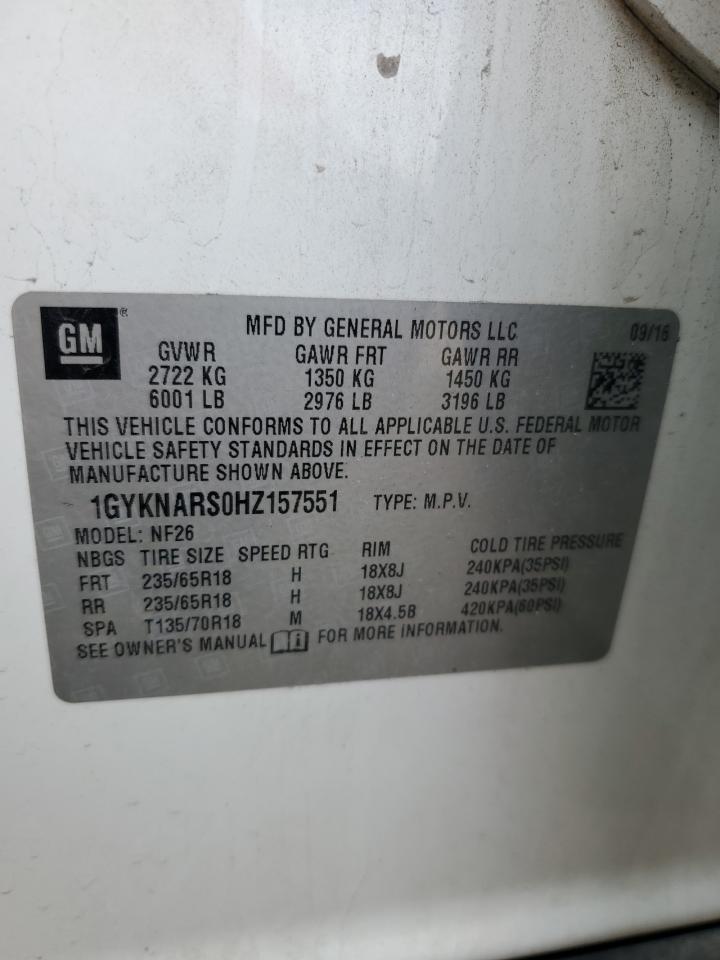 GM®
MFD BY GENERAL MOTORS LLC 09/16
GVWR GAWR FRT GAWR RR
2722 KG 1350 KG 1450 KG
6001 LB 2976 LB 3196 LB
THIS VEHICLE CONFORMS TO ALL APPLICABLE U.S. FEDERAL MOTOR
VEHICLE SAFETY STANDARDS IN EFFECT ON THE DATE OF
MANUFACTURE SHOWN ABOVE.
1GYKNARS0HZ157551 TYPE: M.P.V.
MODEL: NF26
NBGS TIRE SIZE SPEED RTG RIM COLD TIRE PRESSURE
FRT 235/65R18 H 18X8J 240KPA(35PSI)
RR 235/65R18 H 18X8J 240KPA(35PSI)
SPA T135/70R18 M 18X4.5B 420KPA(60PSI)
SEE OWNER'S MANUAL FOR MORE INFORMATION.